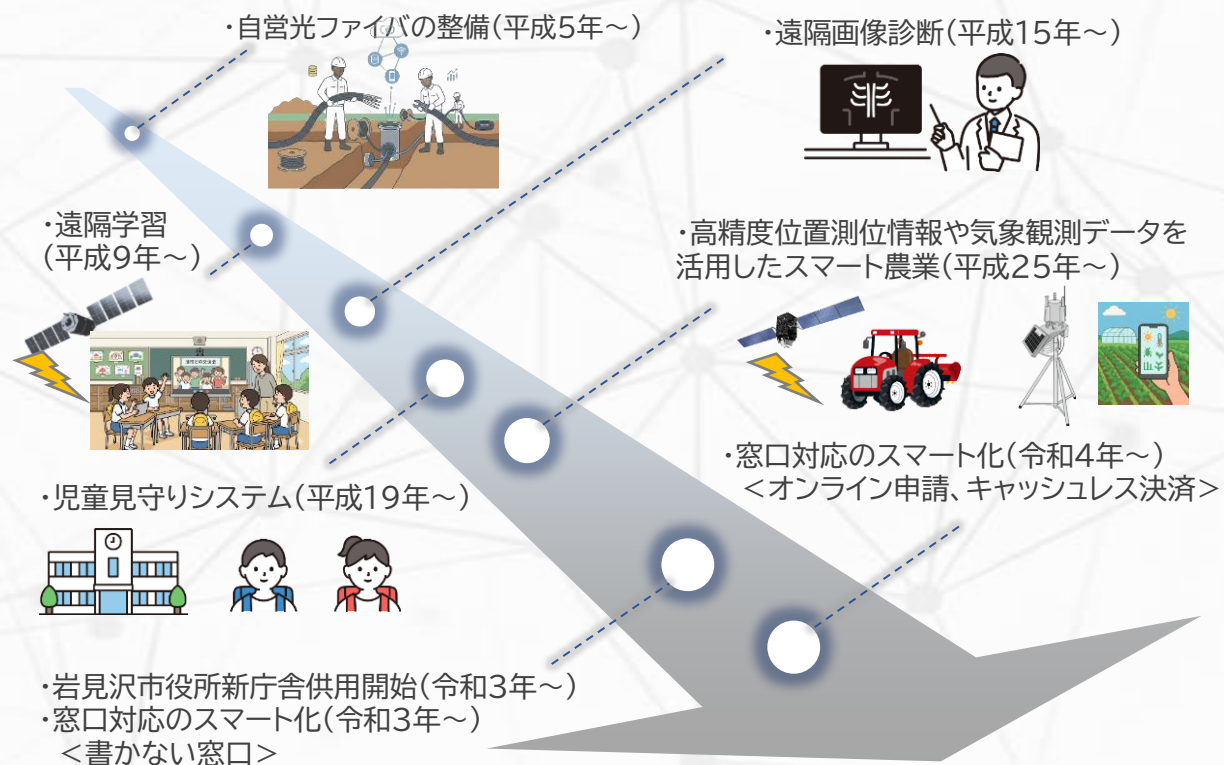 ・自営光ファイバの整備(平成5年～)
・遠隔画像診断(平成15年～)
・遠隔学習
(平成9年～)
・高精度位置測位情報や気象観測データを
活用したスマート農業(平成25年～)
・児童見守りシステム(平成19年～)
・窓口対応のスマート化(令和4年～)
＜オンライン申請、キャッシュレス決済＞
・岩見沢市役所新庁舎供用開始(令和3年～)
・窓口対応のスマート化(令和3年～)
＜書かない窓口＞